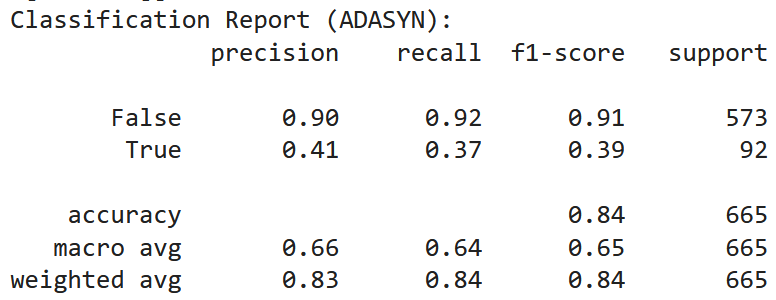 Classification Report (ADASYN):
precision recall f1-score support
False 0.90 0.92 0.91 573
True 0.41 0.37 0.39 92
accuracy 0.84 665
macro avg 0.66 0.64 0.65 665
weighted avg 0.83 0.84 0.84 665